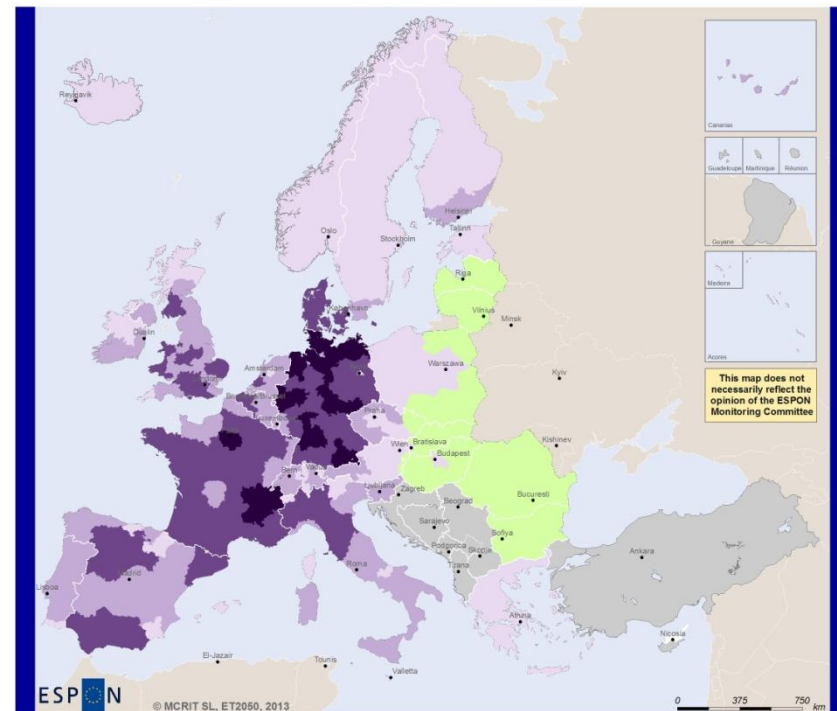 Reykjavik
Canarias
Guadeloupe
Martinique
Réunion
Guyane
Helsinki
Tallinn
Oslo
Stockholm
Madeira
Riga
Acores
København
Vilnius
Dublin
Minsk
Amsterdam
Warszawa
This map does not
necessarily reflect the
opinion of the ESPON
Monitoring Committee
Kyiv
Praha
Wien
Bratislava
Kishinev
Budapest
Bern
Vaduz
Ljubljana
Zagreb
Beograd
Bucuresti
Sarajevo
Sofiya
Podgorica
Skopje
Ankara
Madrid
Roma
Tirana
Lisboa
Athina
Nicosia
El-Jazair
Tounis
Valletta
ESPON
© MCRIT SL, ET2050, 2013
0 375 750
km